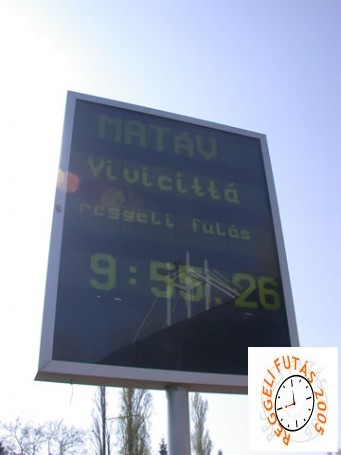 MATÁV
Vivicittá
reggeli futás
9:55.26
REGGELI FUTÁS 2005